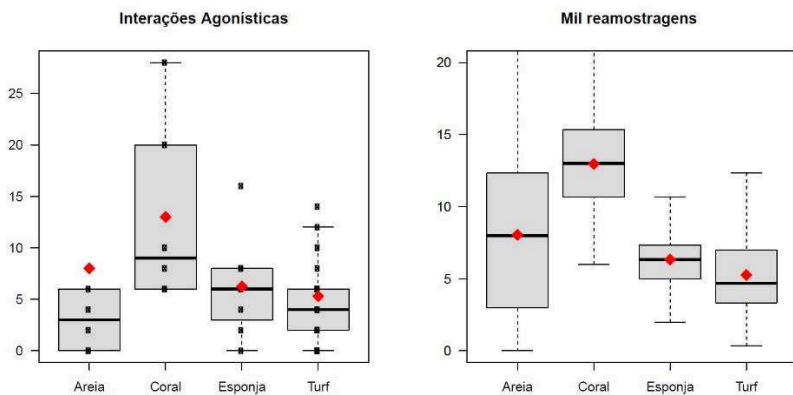 Interações Agonísticas
25
20
15
10
5
0
Areia Coral Esponja Turf
Mil reamostragens
20
15
10
5
0
Areia Coral Esponja Turf